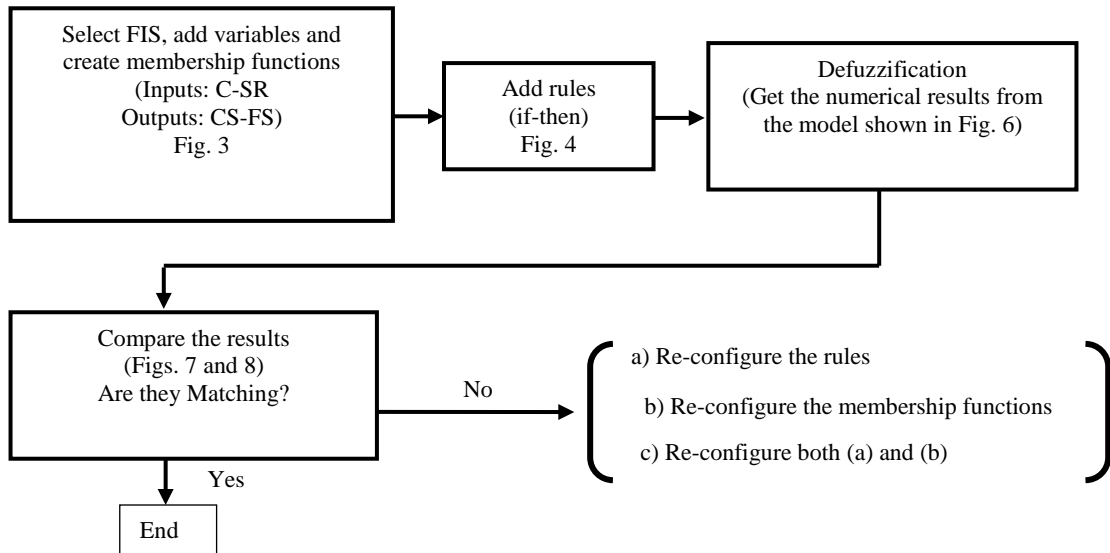 Select FIS, add variables and
create membership functions
(Inputs: C-SR
Outputs: CS-FS)
Fig. 3
Add rules
(if-then)
Fig. 4
Defuzzification
(Get the numerical results from
the model shown in Fig. 6)
Compare the results
(Figs. 7 and 8)
Are they Matching?
No
a) Re-configure the rules
b) Re-configure the membership functions
c) Re-configure both (a) and (b)
Yes
End